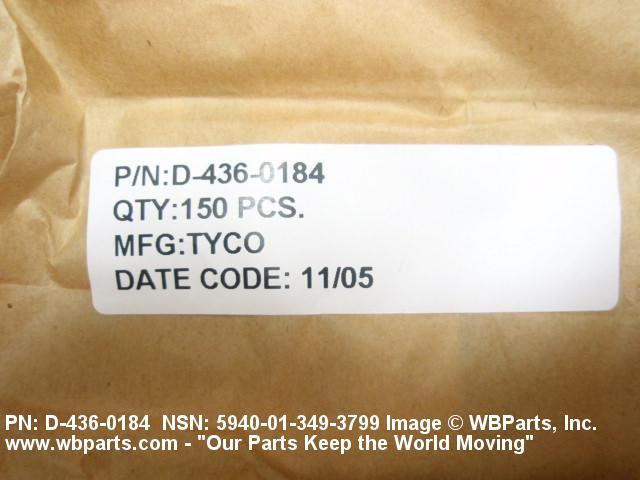 P/N:D-436-0184
QTY:150 PCS.
MFG:TYCO
DATE CODE: 11/05
PN: D-436-0184 NSN: 5940-01-349-3799 Image © WBParts, Inc.
www.wbparts.com - "Our Parts Keep the World Moving"